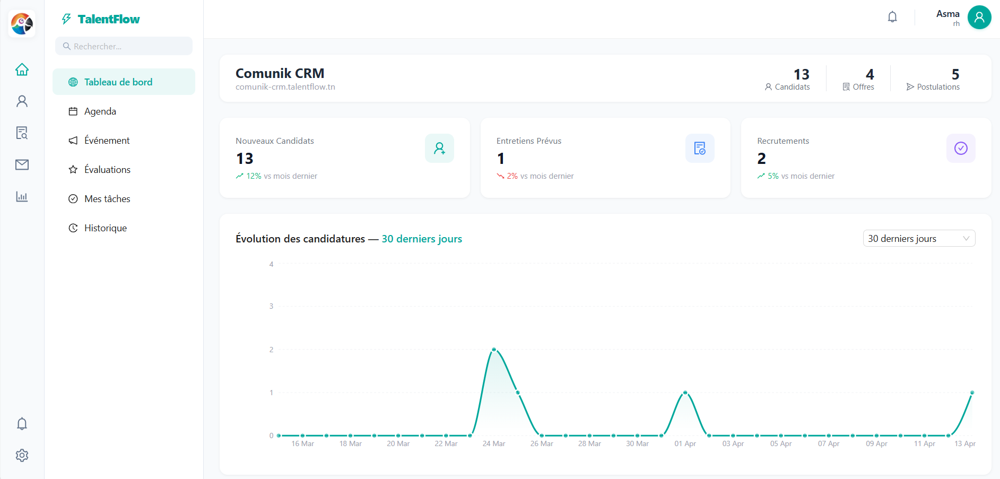 TalentFlow
Rechercher...
Tableau de bord
Agenda
Événement
Évaluations
Mes tâches
Historique
Asma
rh
Comunik CRM
comunik-crm.talentflow.tn
13
Candidats
4
Offres
5
Postulations
Nouveaux Candidats
13
12% vs mois dernier
Entretiens Prévus
1
2% vs mois dernier
Recrutements
2
5% vs mois dernier
Évolution des candidatures — 30 derniers jours
30 derniers jours
4
3
2
1
0
16 Mar 18 Mar 20 Mar 22 Mar 24 Mar 26 Mar 28 Mar 30 Mar 01 Apr 03 Apr 05 Apr 07 Apr 09 Apr 11 Apr 13 Apr